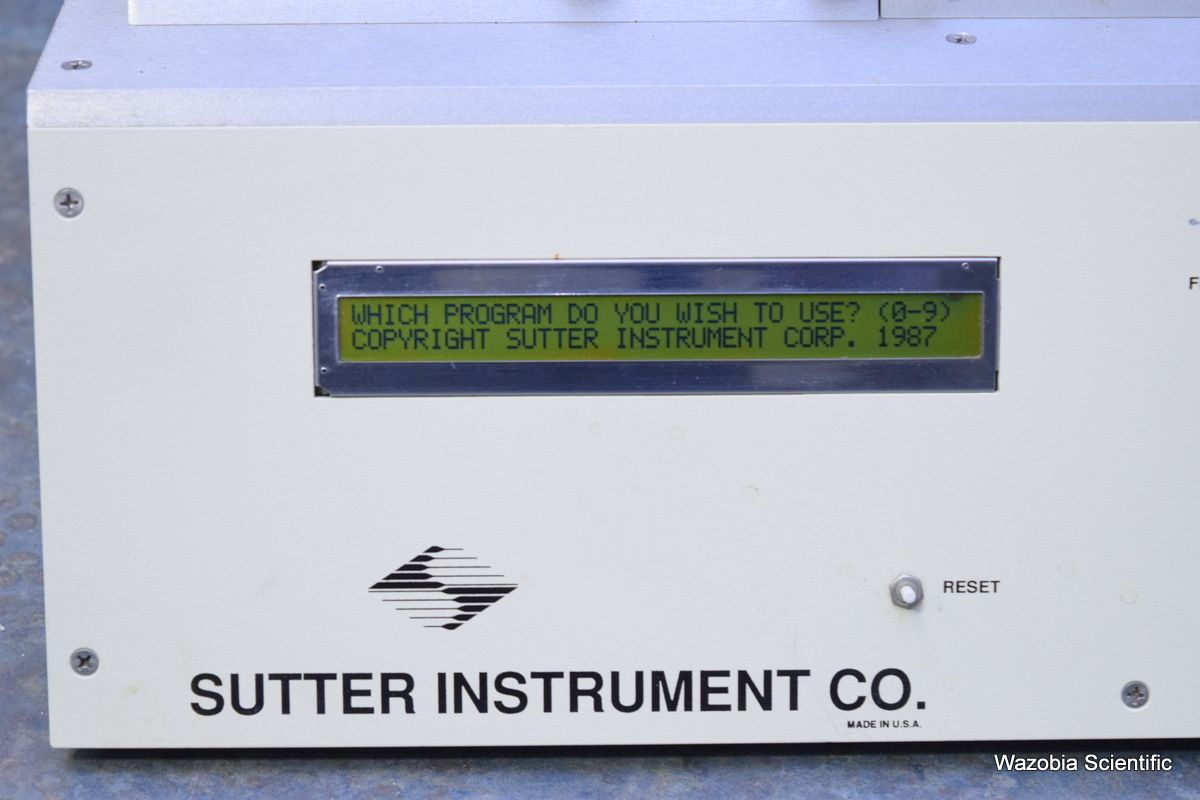 WHICH PROGRAM DO YOU WISH TO USE? (0-9)
COPYRIGHT SUTTER INSTRUMENT CORP. 1987
F
RESET
SUTTER INSTRUMENT CO.
MADE IN U.S.A.
Wazobia Scientific